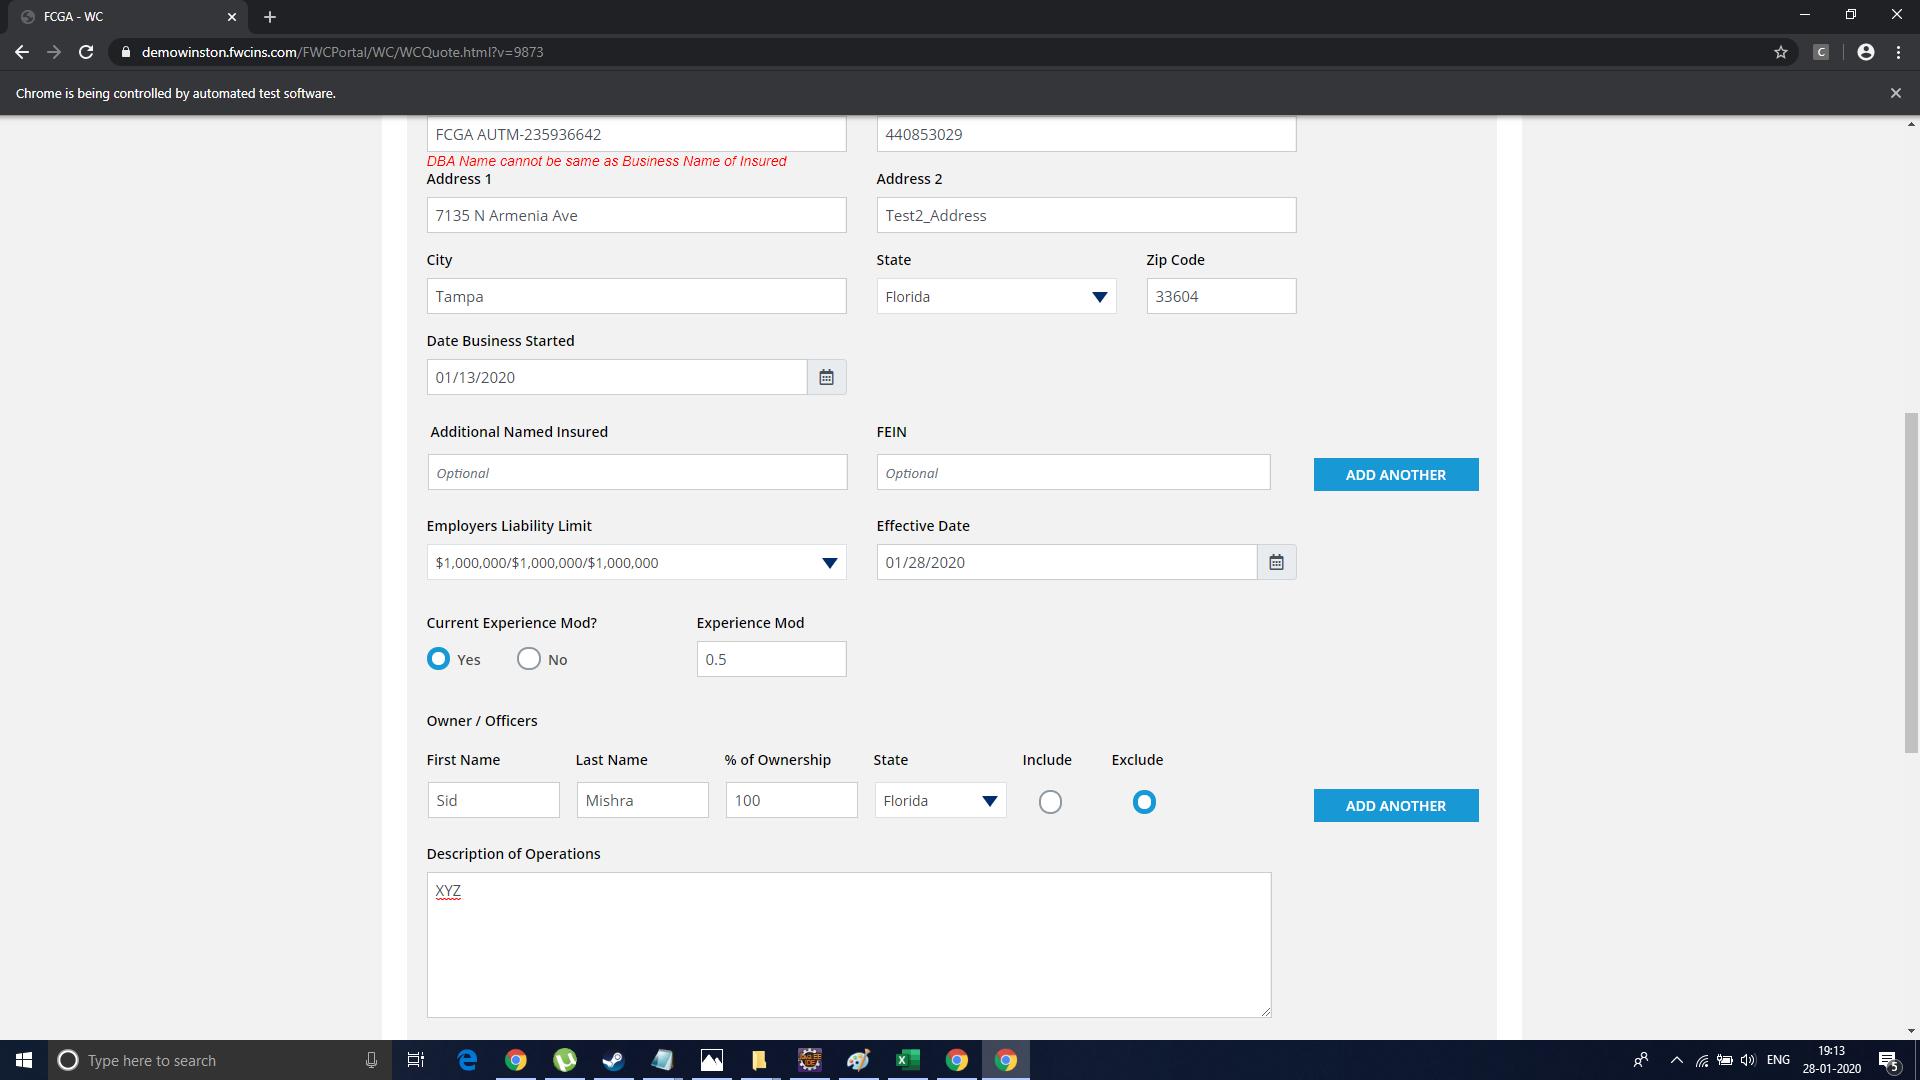 FCGA - WC
demowinston.fwcins.com/FWCPortal/WC/WCQuote.html?v=9873
C
Chrome is being controlled by automated test software.
FCGA AUTM-235936642 440853029
DBA Name cannot be same as Business Name of Insured
Address 1 Address 2
7135 N Armenia Ave Test2_Address
City State Zip Code
Tampa Florida 33604
Date Business Started
01/13/2020
Additional Named Insured FEIN
Optional Optional ADD ANOTHER
Employers Liability Limit Effective Date
$1,000,000/$1,000,000/$1,000,000 01/28/2020
Current Experience Mod? Experience Mod
Yes No 0.5
Owner / Officers
First Name Last Name % of Ownership State Include Exclude
Sid Mishra 100 Florida ADD ANOTHER
Description of Operations
XYZ
Type here to search ENG 19:13
28-01-2020 5